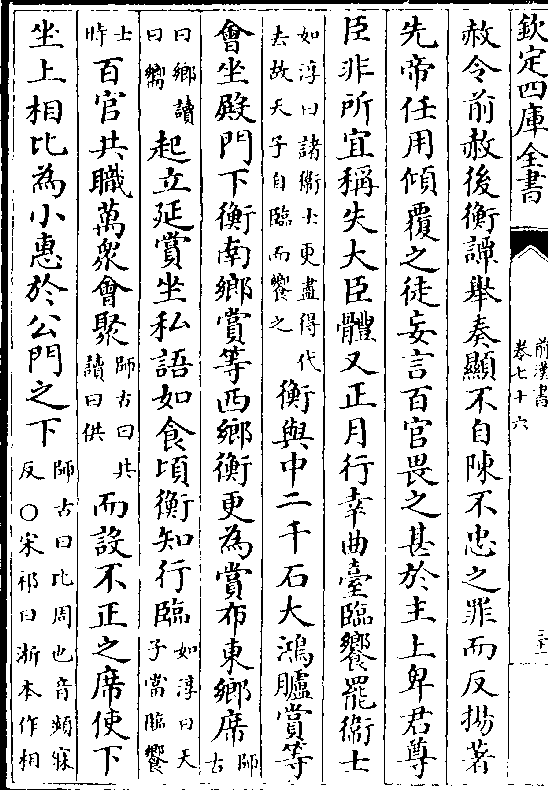 欽定四庫全書
前漢書
卷七十六
赦令前赦後衡譚舉奏顯不自陳不忠之罪而反揚著
先帝任用傾覆之徒妄言百官畏之甚於主上卑君尊
臣非所宜稱失大臣體又正月行幸曲臺臨饗罷衞士
如淳曰諸衞士更盡得代
去故天子自臨而饗之
衡與中二千石大鴻臚賞等
會坐殿門下衡南鄉賞等西鄉衡更為賞布東鄉席
師古
曰鄉讀
曰嚮
起立延賞坐私語如食頃衡知行臨
如淳曰天
子當臨饗
士
時
百官共職萬衆會聚
師古曰共
讀曰供
而設不正之席使下
坐上相比為小惠於公門之下
師古曰比周也音頻寐
反○宋祁曰浙本作相